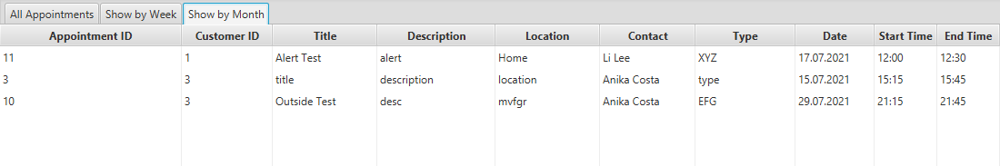 All Appointments Show by Week Show by Month
Appointment ID Customer ID Title Description Location Contact Type Date Start Time End Time
11 1 Alert Test alert Home Li Lee XYZ 17.07.2021 12:00 12:30
3 3 title description location Anika Costa type 15.07.2021 15:15 15:45
10 3 Outside Test desc mvfgr Anika Costa EFG 29.07.2021 21:15 21:45